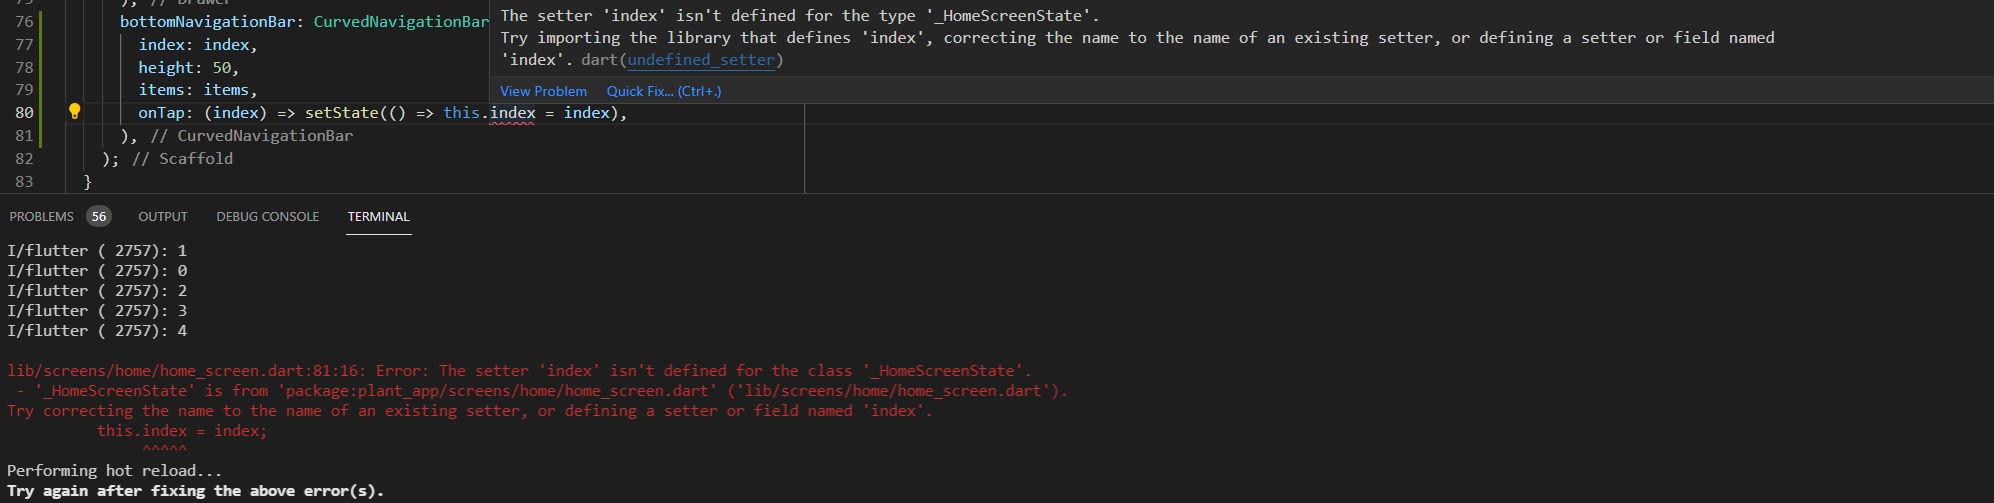 75 ), // Drawer
76 bottomNavigationBar: CurvedNavigationBar
77 index: index,
78 height: 50,
79 items: items,
80 onTap: (index) => setState(() => this.index = index),
81 ), // CurvedNavigationBar
82 ); // Scaffold
83 }
The setter 'index' isn't defined for the type '_HomeScreenState'.
Try importing the library that defines 'index', correcting the name to the name of an existing setter, or defining a setter or field named
'index'. dart(undefined_setter)
View Problem Quick Fix... (Ctrl+.)
PROBLEMS 56 OUTPUT DEBUG CONSOLE TERMINAL
I/flutter ( 2757): 1
I/flutter ( 2757): 0
I/flutter ( 2757): 2
I/flutter ( 2757): 3
I/flutter ( 2757): 4
lib/screens/home/home_screen.dart:81:16: Error: The setter 'index' isn't defined for the class '_HomeScreenState'.
- '_HomeScreenState' is from 'package:plant_app/screens/home/home_screen.dart' ('lib/screens/home/home_screen.dart').
Try correcting the name to the name of an existing setter, or defining a setter or field named 'index'.
this.index = index;
^^^^^
Performing hot reload...
Try again after fixing the above error(s).